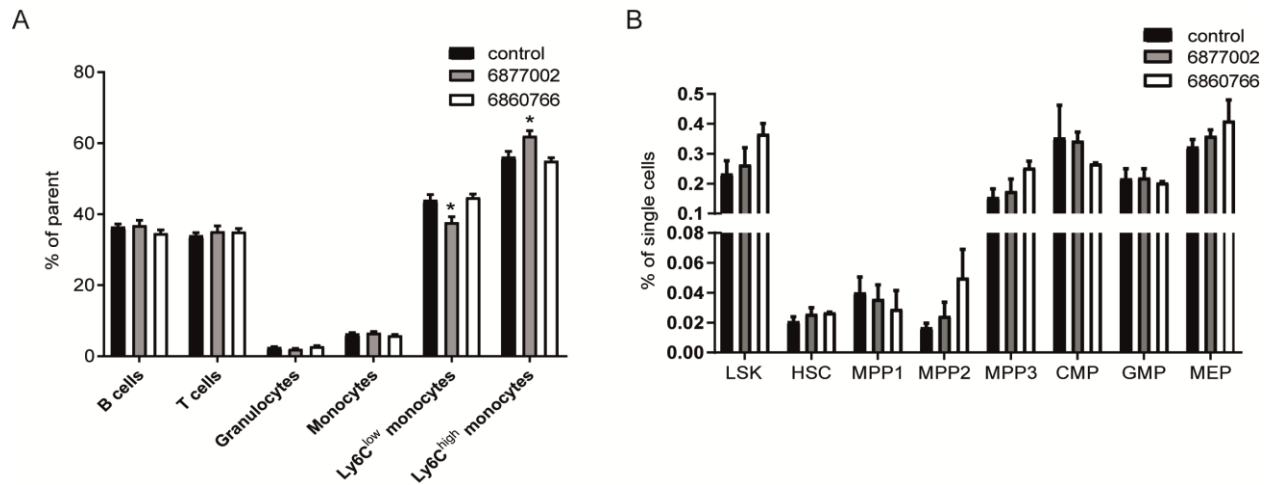 A
control
6877002
6860766
% of parent
80
60
40
20
0
*
*
B cells
T cells
Granulocytes
Monocytes
Ly6Clow monocytes
Ly6Chigh monocytes
B
control
6877002
6860766
% of single cells
0.5
0.4
0.3
0.2
0.1
0.08
0.06
0.04
0.02
0.00
LSK HSC MPP1 MPP2 MPP3 CMP GMP MEP